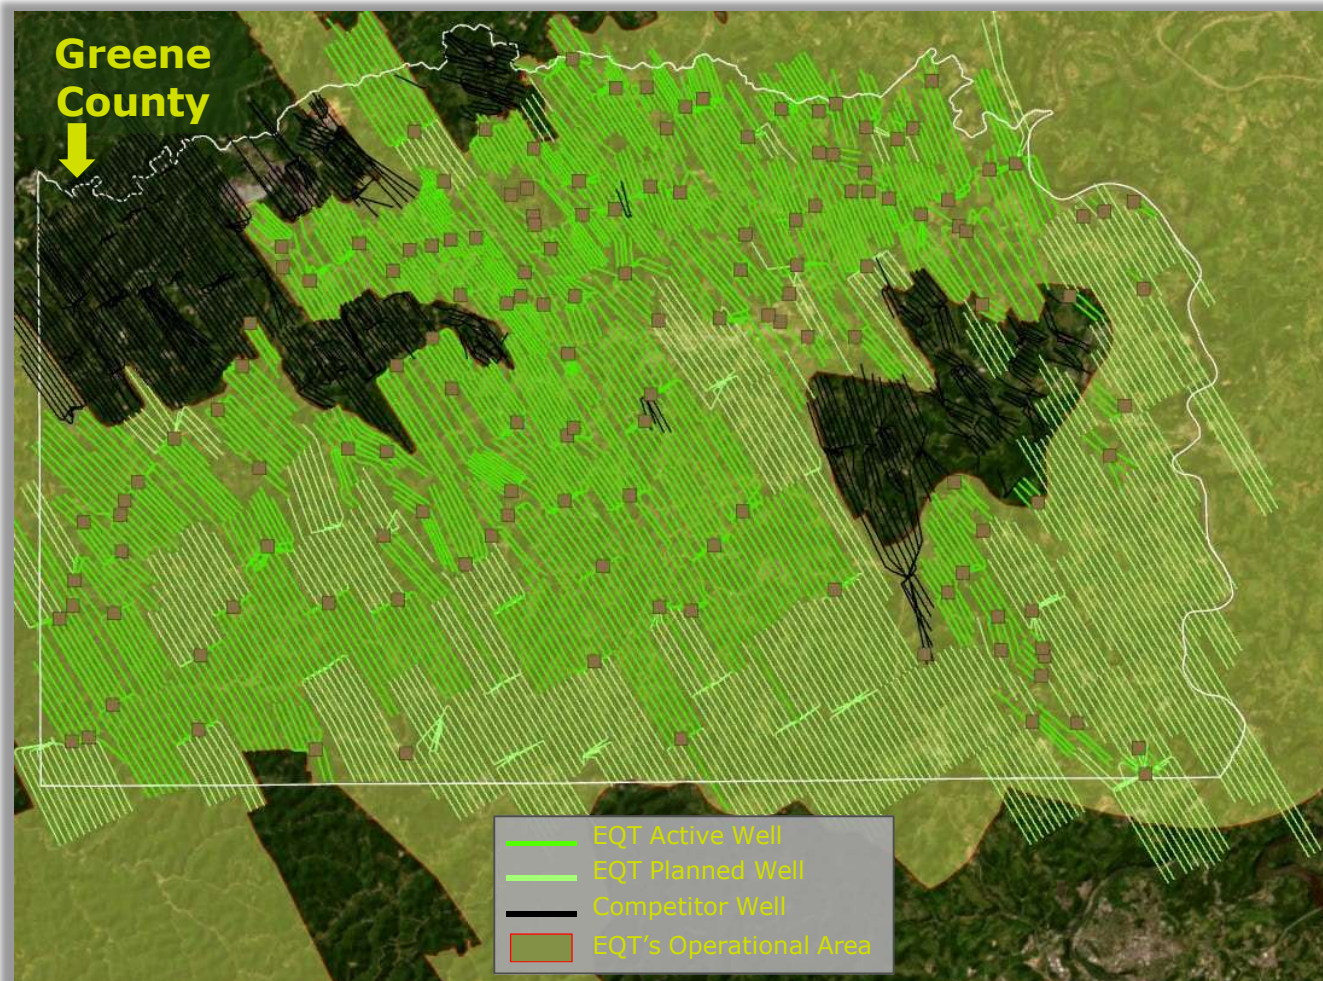 Greene
County
EQT Active Well
EQT Planned Well
Competitor Well
EQT’s Operational Area